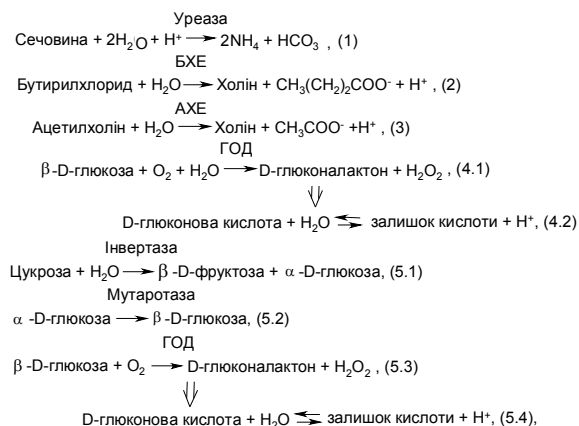 Уреаза
Сечовина + 2H₂O + H⁺ ⟶ 2NH₄ + HCO₃ , (1)
БХЕ
Бутирилхлорид + H₂O ⟶ Холін + CH₃(CH₂)₂COO⁻ + H⁺ , (2)
АХЕ
Ацетилхолін + H₂O ⟶ Холін + CH₃COO⁻ +H⁺ , (3)
ГОД
β-D-глюкоза + O₂ + H₂O ⟶ D-глюконалактон + H₂O₂ , (4.1)
⇓
D-глюконова кислота + H₂O ⇄ залишок кислоти + H⁺, (4.2)
Інвертаза
Цукроза + H₂O ⟶ β -D-фруктоза + α -D-глюкоза, (5.1)
Мутаротаза
α -D-глюкоза ⟶ β-D-глюкоза, (5.2)
ГОД
β -D-глюкоза + O₂ ⟶ D-глюконалактон + H₂O₂ , (5.3)
⇓
D-глюконова кислота + H₂O ⇄ залишок кислоти + H⁺, (5.4),